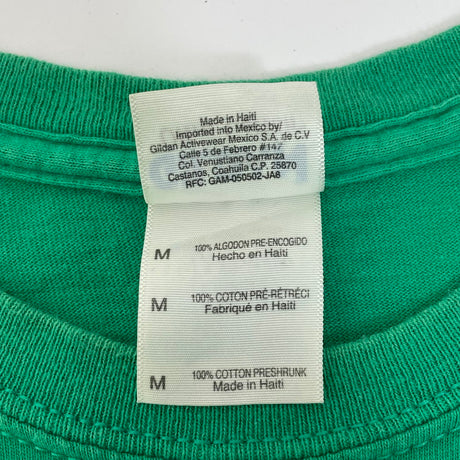 Made in Haiti
Imported into Mexico by:
Gildan Activewear Mexico S.A. de C.V
Calle 5 de Febrero #147
Col. Venustiano Carranza
Castanos, Coahuila C.P. 25870
RFC: GAM-050502-JA8
M 100% ALGODON PRE-ENCOGIDO
Hecho en Haiti
M 100% COTON PRÉ-RÉTRÉCI
Fabriqué en Haiti
M 100% COTTON PRESHRUNK
Made in Haiti